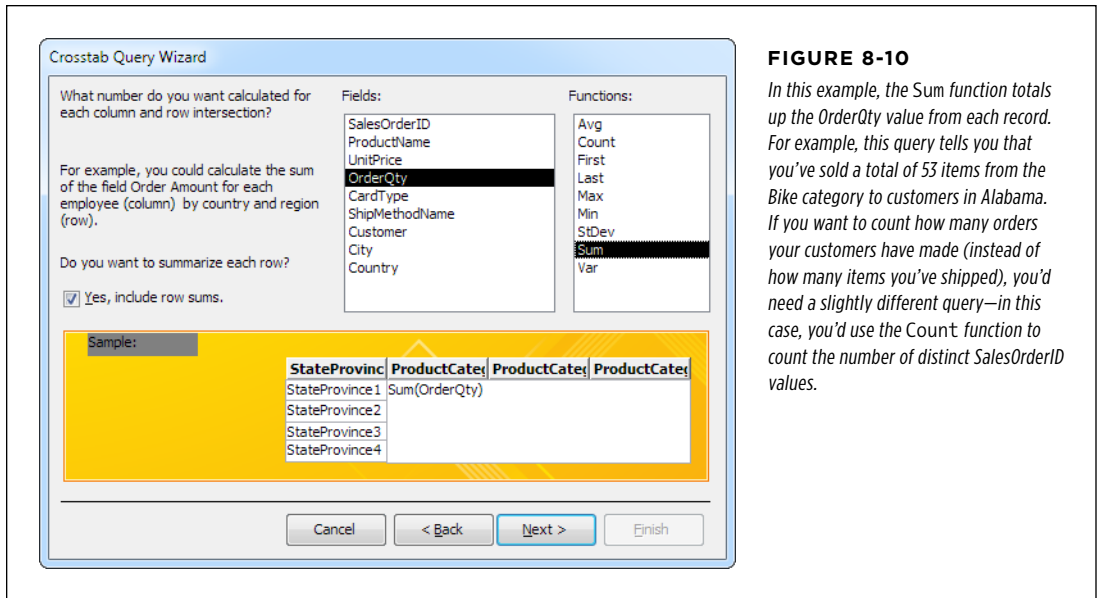 Crosstab Query Wizard
What number do you want calculated for
each column and row intersection?
For example, you could calculate the sum
of the field Order Amount for each
employee (column)  by country and region
(row).
Do you want to summarize each row?
Yes, include row sums.
Fields:
SalesOrderID
ProductName
UnitPrice
OrderQty
CardType
ShipMethodName
Customer
City
Country
Functions:
Avg
Count
First
Last
Max
Min
StDev
Sum
Var
Sample:
StateProvinc ProductCateg ProductCateg ProductCateg
StateProvince1 Sum(OrderQty)
StateProvince2
StateProvince3
StateProvince4
Cancel
< Back
Next >
Finish
FIGURE 8-10
In this example, the Sum function totals
up the OrderQty value from each record.
For example, this query tells you that
you've sold a total of 53 items from the
Bike category to customers in Alabama.
If you want to count how many orders
your customers have made (instead of
how many items you've shipped), you'd
need a slightly different query—in this
case, you'd use the Count function to
count the number of distinct SalesOrderID
values.